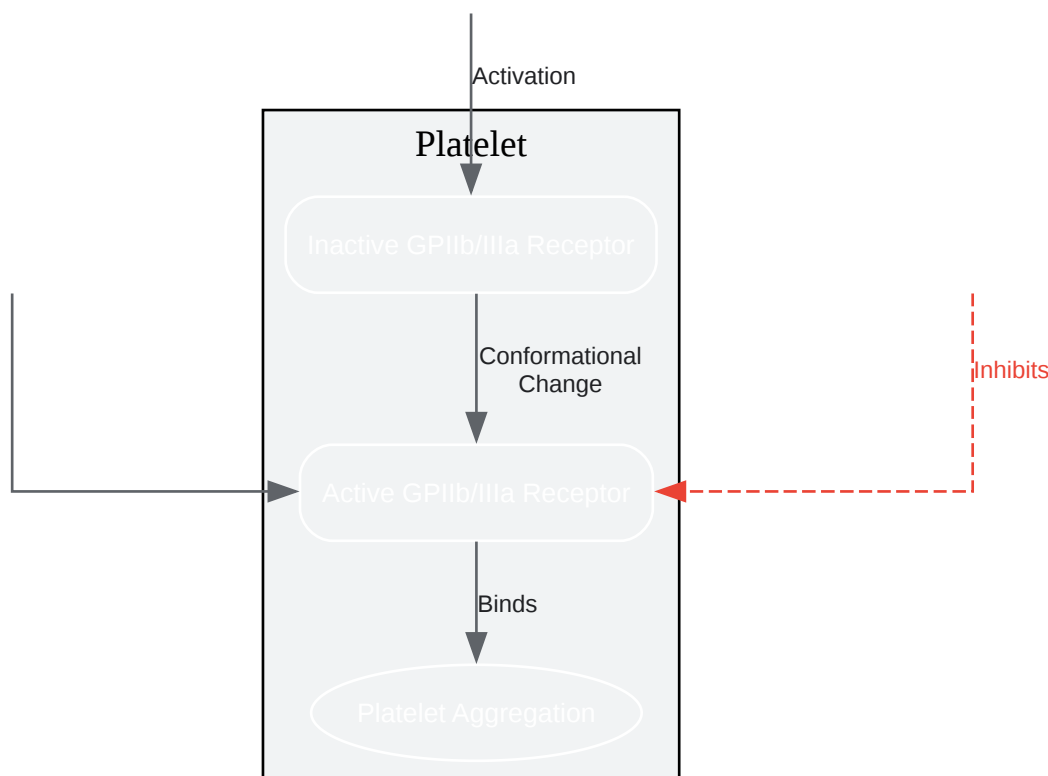 Activation
Platelet
Inactive GPIIb/IIIa Receptor
Conformational
Change
Inhibits
Active GPIIb/IIIa Receptor
Binds
Platelet Aggregation